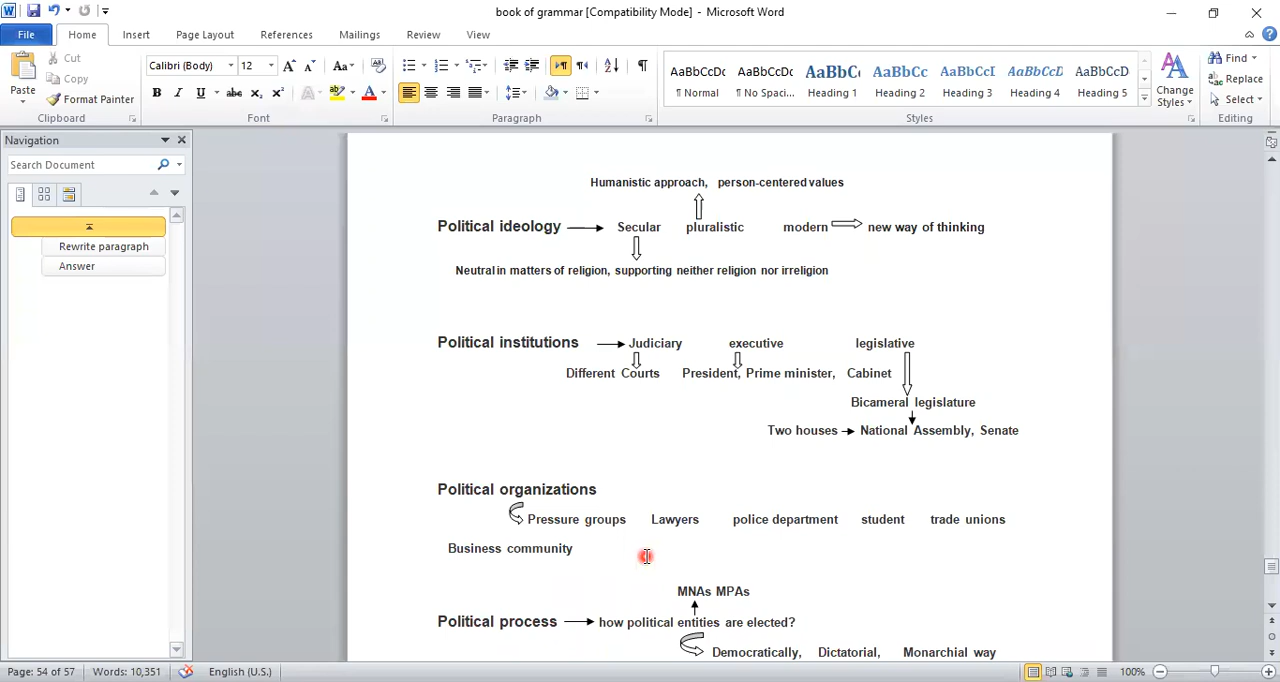 book of grammar [Compatibility Mode] - Microsoft Word
File Home Insert Page Layout References Mailings Review View
Paste
Cut
Copy
Format Painter
Clipboard
Calibri (Body) 12
Font
Paragraph
AaBbCcDc AaBbCcDc AaBbCc AaBbCc AaBbCcI AaBbCcD AaBbCcD
¶ Normal ¶ No Spaci... Heading 1 Heading 2 Heading 3 Heading 4 Heading 5
Styles
Change Styles
Find
Replace
Select
Editing
Navigation
Search Document
Rewrite paragraph
Answer
Humanistic approach, person-centered values
Political ideology Secular pluralistic modern new way of thinking
Neutral in matters of religion, supporting neither religion nor irreligion
Political institutions Judiciary executive legislative
Different Courts President, Prime minister, Cabinet
Bicameral legislature
Two houses National Assembly, Senate
Political organizations
Pressure groups Lawyers police department student trade unions
Business community
MNAs MPAs
Political process how political entities are elected?
Democratically, Dictatorial, Monarchial way
Page: 54 of 57 Words: 10,351 English (U.S.) 100%